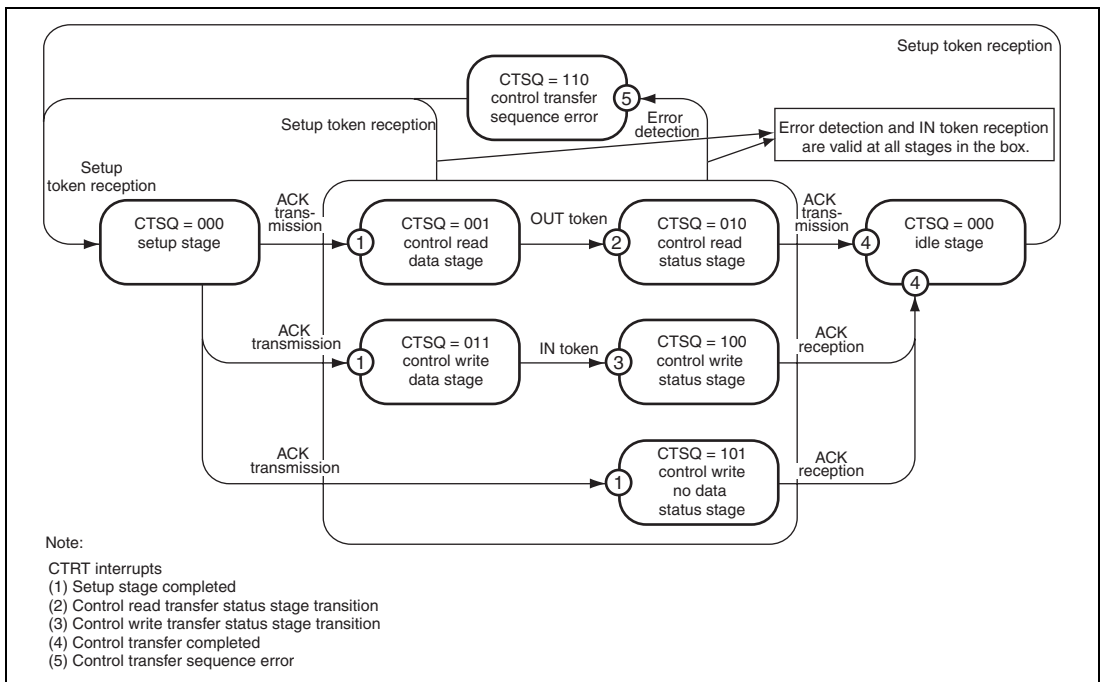 Setup token reception
CTSQ = 110
control transfer
sequence error
5
Setup token reception
Error
detection
Error detection and IN token reception
are valid at all stages in the box.
Setup
token reception
CTSQ = 000
setup stage
ACK
trans-
mission
1
CTSQ = 001
control read
data stage
OUT token
2
CTSQ = 010
control read
status stage
ACK
trans-
mission
4
CTSQ = 000
idle stage
4
ACK
transmission
1
CTSQ = 011
control write
data stage
IN token
3
CTSQ = 100
control write
status stage
ACK
reception
ACK
transmission
1
CTSQ = 101
control write
no data
status stage
ACK
reception
Note:
CTRT interrupts
(1) Setup stage completed
(2) Control read transfer status stage transition
(3) Control write transfer status stage transition
(4) Control transfer completed
(5) Control transfer sequence error